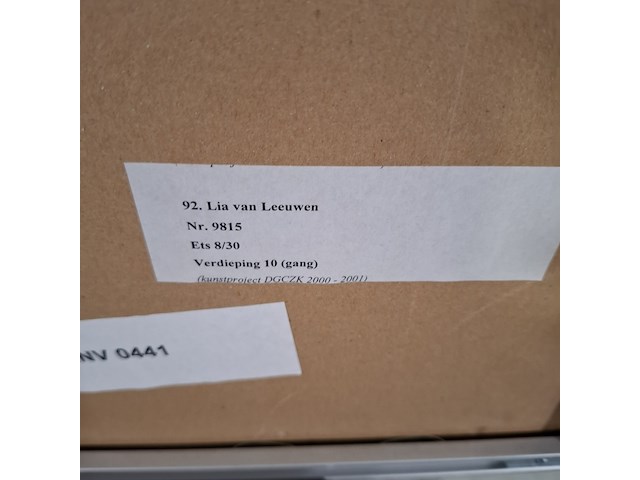 92. Lia van Leeuwen
Nr. 9815
Ets 8/30
Verdieping 10 (gang)
(kunstproject DGCZK 2000 - 2001)
NV 0441